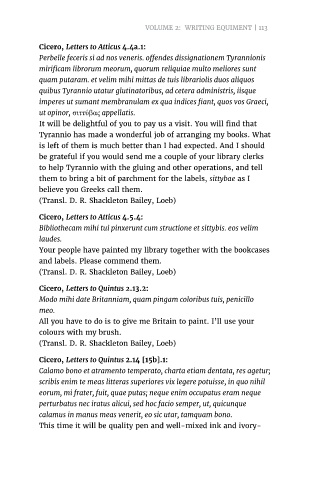 VOLUME 2: WRITING EQUIMENT | 113
Cicero, Letters to Atticus 4.4a.1:
Perbelle feceris si ad nos veneris. offendes dissignationem Tyrannionis
mirificam librorum meorum, quorum reliquiae multo meliores sunt
quam putaram. et velim mihi mittas de tuis librariolis duos aliquos
quibus Tyrannio utatur glutinatoribus, ad cetera administris, iisque
imperes ut sumant membranulam ex qua indices fiant, quos vos Graeci,
ut opinor, σιττύβας appellatis.
It will be delightful of you to pay us a visit. You will find that
Tyrannio has made a wonderful job of arranging my books. What
is left of them is much better than I had expected. And I should
be grateful if you would send me a couple of your library clerks
to help Tyrannio with the gluing and other operations, and tell
them to bring a bit of parchment for the labels, sittybae as I
believe you Greeks call them.
(Transl. D. R. Shackleton Bailey, Loeb)
Cicero, Letters to Atticus 4.5.4:
Bibliothecam mihi tui pinxerunt cum structione et sittybis. eos velim
laudes.
Your people have painted my library together with the bookcases
and labels. Please commend them.
(Transl. D. R. Shackleton Bailey, Loeb)
Cicero, Letters to Quintus 2.13.2:
Modo mihi date Britanniam, quam pingam coloribus tuis, penicillo
meo.
All you have to do is to give me Britain to paint. I'll use your
colours with my brush.
(Transl. D. R. Shackleton Bailey, Loeb)
Cicero, Letters to Quintus 2.14 [15b].1:
Calamo bono et atramento temperato, charta etiam dentata, res agetur;
scribis enim te meas litteras superiores vix legere potuisse, in quo nihil
eorum, mi frater, fuit, quae putas; neque enim occupatus eram neque
perturbatus nec iratus alicui, sed hoc facio semper, ut, quicunque
calamus in manus meas venerit, eo sic utar, tamquam bono.
This time it will be quality pen and well-mixed ink and ivory-